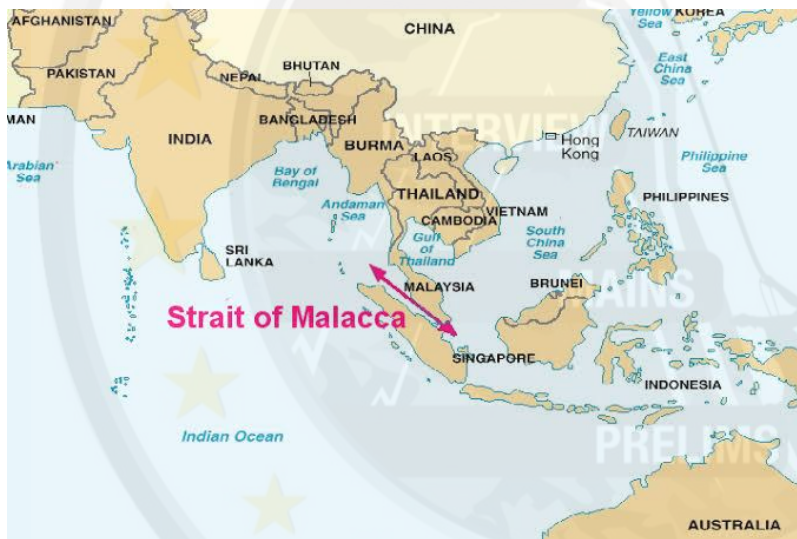 AFGHANISTAN
CHINA
Yellow KOREA
Sea
East
China
Sea
PAKISTAN
NEPAL
BHUTAN
MAN
INDIA
BANGLADESH
BURMA
INTERVIEW
LAOS
Hong
Kong
TAIWAN
Arabian
Sea
Bay of
Bengal
Philippine
Sea
THAILAND
Andaman
Sea
CAMBODIA
VIETNAM
PHILIPPINES
SRI
LANKA
Gulf
of
Thailand
South
China
Sea
MALAYSIA
BRUNEI
MAINS
Strait of Malacca
SINGAPORE
INDONESIA
Indian Ocean
PRELIMS
AUSTRALIA